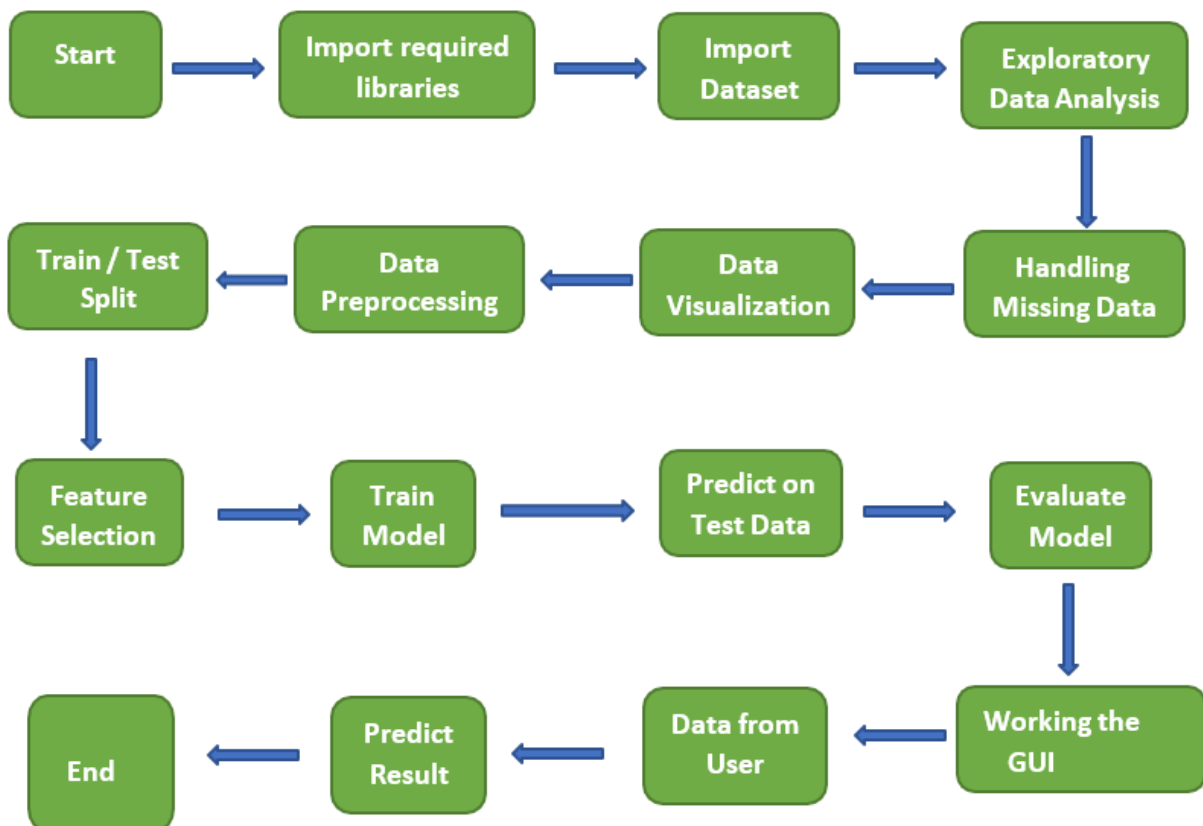 Start
Import required
libraries
Import
Dataset
Exploratory
Data Analysis
Handling
Missing Data
Data
Visualization
Data
Preprocessing
Train / Test
Split
Feature
Selection
Train
Model
Predict on
Test Data
Evaluate
Model
Working the
GUI
Data from
User
Predict
Result
End